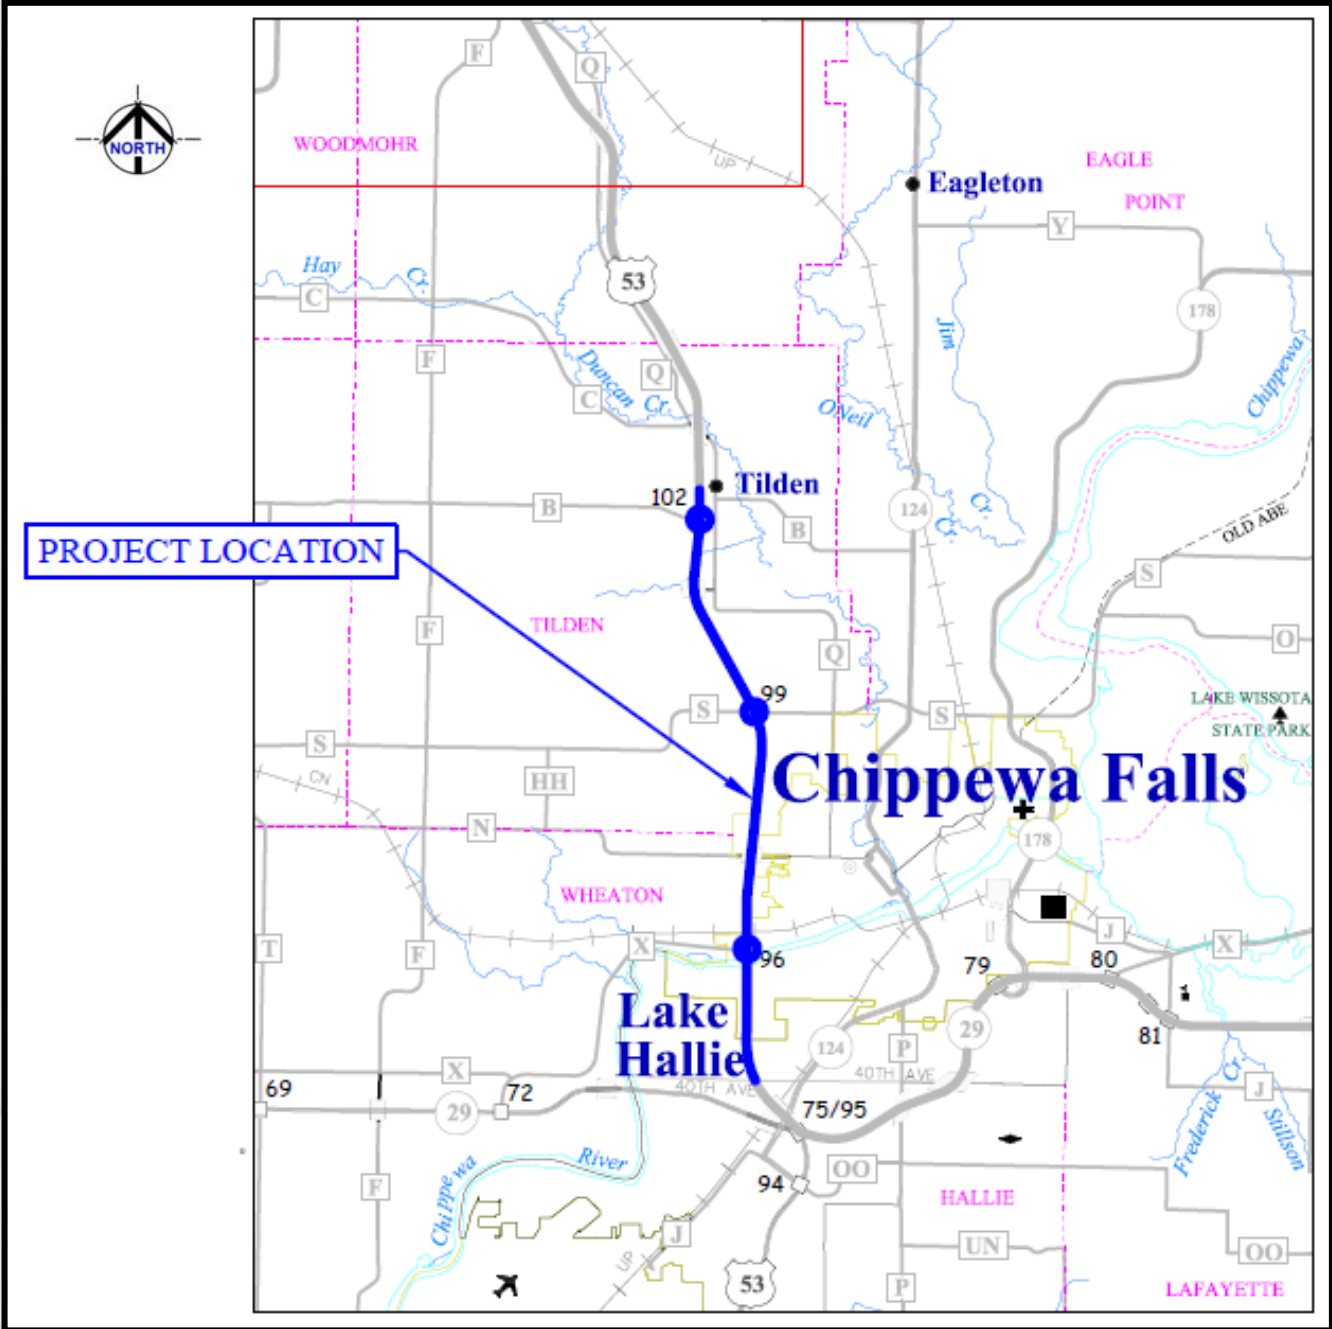 F
Q
WOODMOHR
NORTH
UP
EAGLE
Eagleton
POINT
Y
Hay
Cr.
53
C
178
Jim
F
Chippewa
Duncan
Q
C
Cr.
O'Neil
Tilden
102
B
124
Cr.
B
Cr.
OLD ABE
PROJECT LOCATION
S
TILDEN
F
O
Q
99
LAKE WISSOTA
S
S
STATE PARK
S
CN
HH
Chippewa Falls
N
178
WHEATON
J
T
X
X
F
96
79
80
Lake
29
81
124
P
Hallie
X
40TH AVE
40TH AVE
Cr.
69
72
J
29
75/95
Frederick
Stillson
River
OO
F
94
HALLIE
Chippewa
J
UN
OO
UP
53
P
LAFAYETTE